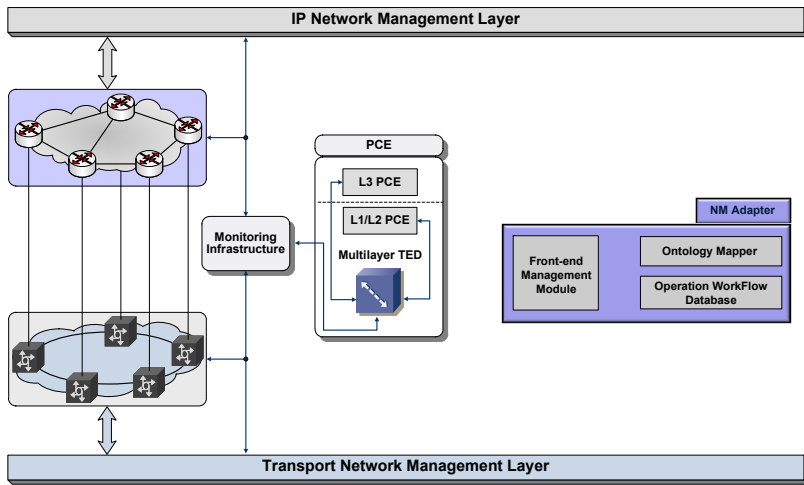 IP Network Management Layer
PCE
L3 PCE
L1/L2 PCE
Multilayer TED
Monitoring
Infrastructure
NM Adapter
Front-end
Management
Module
Ontology Mapper
Operation WorkFlow
Database
Transport Network Management Layer